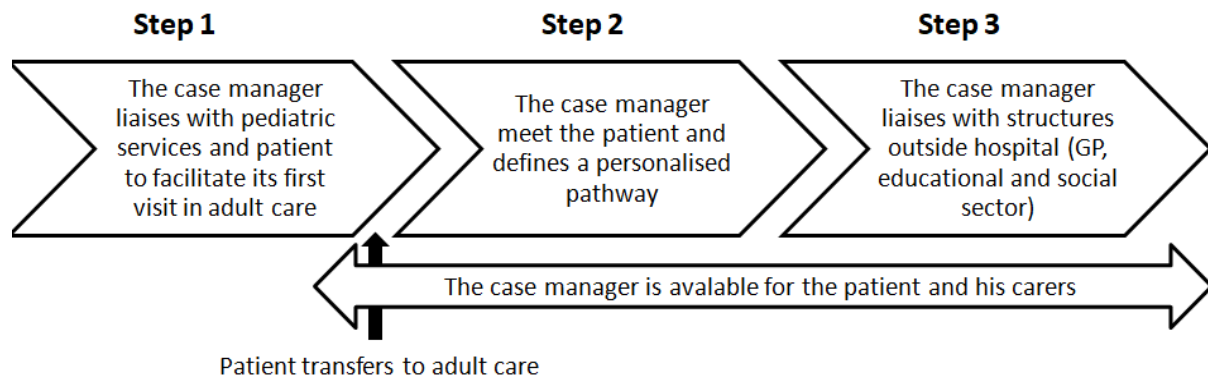 Step 1
Step 2
Step 3
The case manager
liaises with pediatric
services and patient
to facilitate its first
visit in adult care
The case manager
meet the patient and
defines a personalised
pathway
The case manager
liaises with structures
outside hospital (GP,
educational and social
sector)
The case manager is avalable for the patient and his carers
Patient transfers to adult care